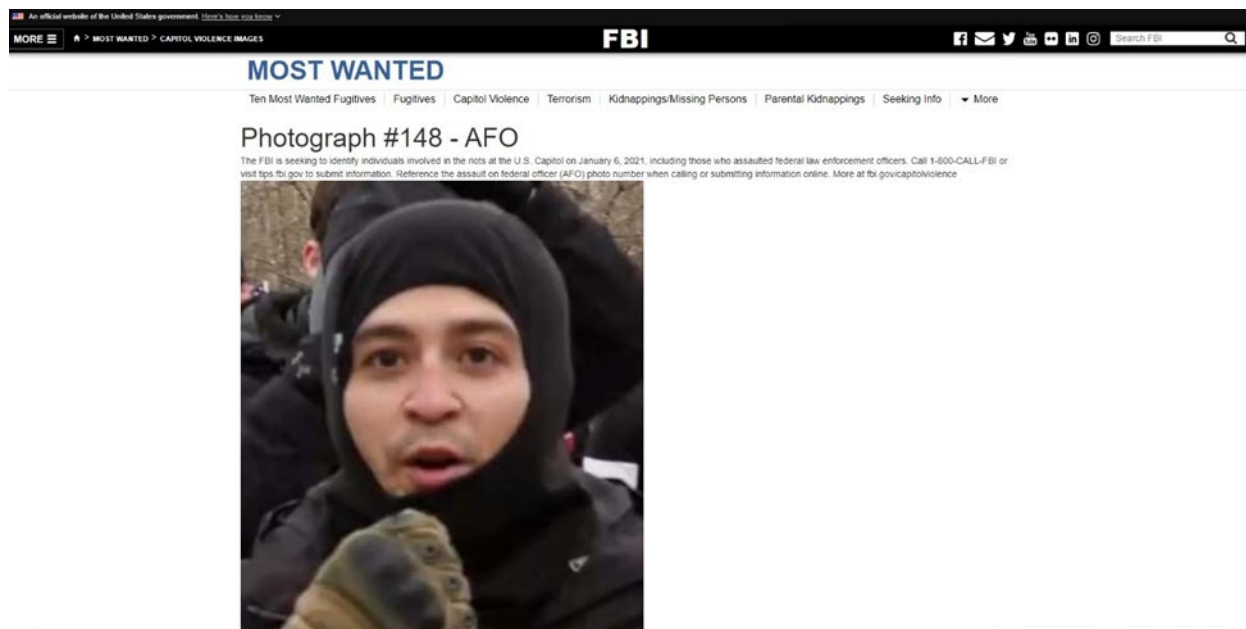 An official website of the United States government. Here's how you know
MORE
MOST WANTED > CAPITOL VIOLENCE IMAGES
FBI
Search FBI
MOST WANTED
Ten Most Wanted Fugitives | Fugitives | Capitol Violence | Terrorism | Kidnappings/Missing Persons | Parental Kidnappings | Seeking Info | More
Photograph #148 - AFO
The FBI is seeking to identify individuals involved in the riots at the U.S. Capitol on January 6, 2021, including those who assaulted federal law enforcement officers. Call 1-800-CALL-FBI or
visit tips.fbi.gov to submit information. Reference the assault on federal officer (AFO) photo number when calling or submitting information online. More at fbi.gov/capitolviolence